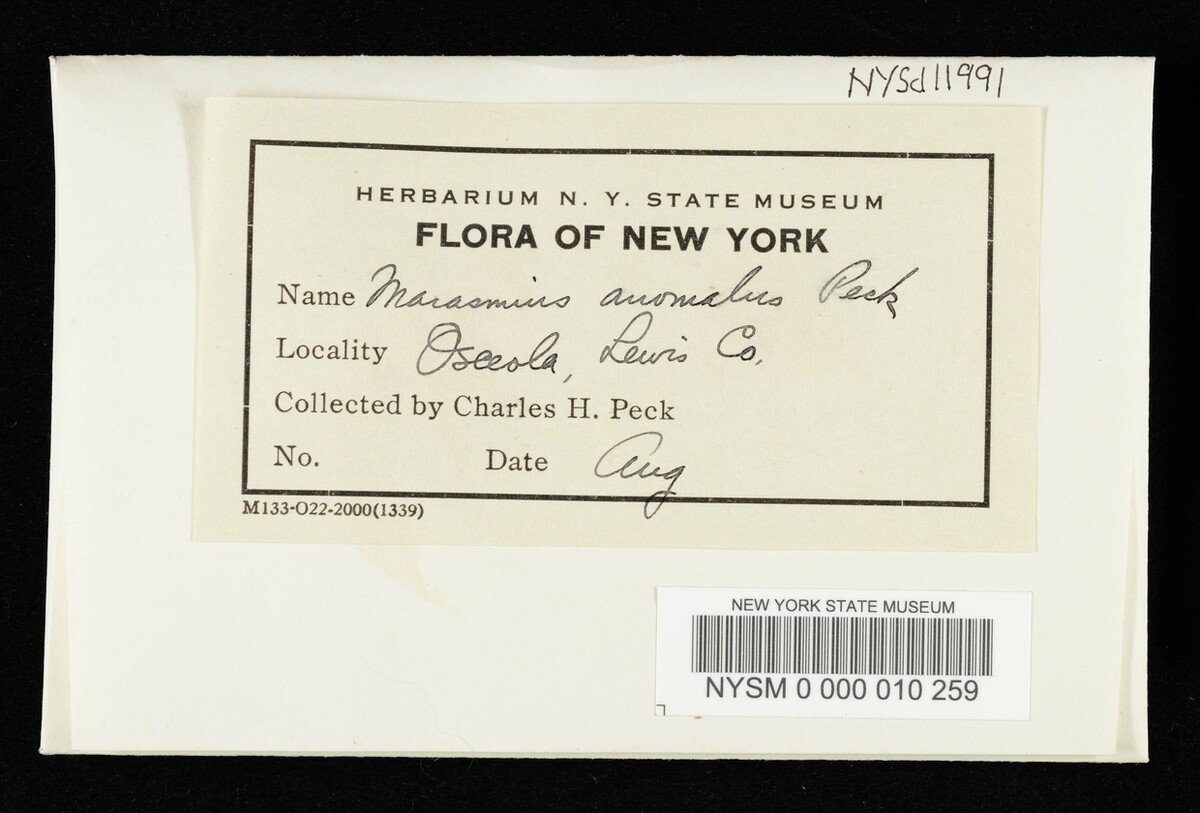 NYSd11991
HERBARIUM N. Y. STATE MUSEUM
FLORA OF NEW YORK
Name Marasmius anomalus Peck
Locality Osceola, Lewis Co.
Collected by Charles H. Peck
No. Date Aug
M133-O22-2000(1339)
NEW YORK STATE MUSEUM
NYSM 0 000 010 259